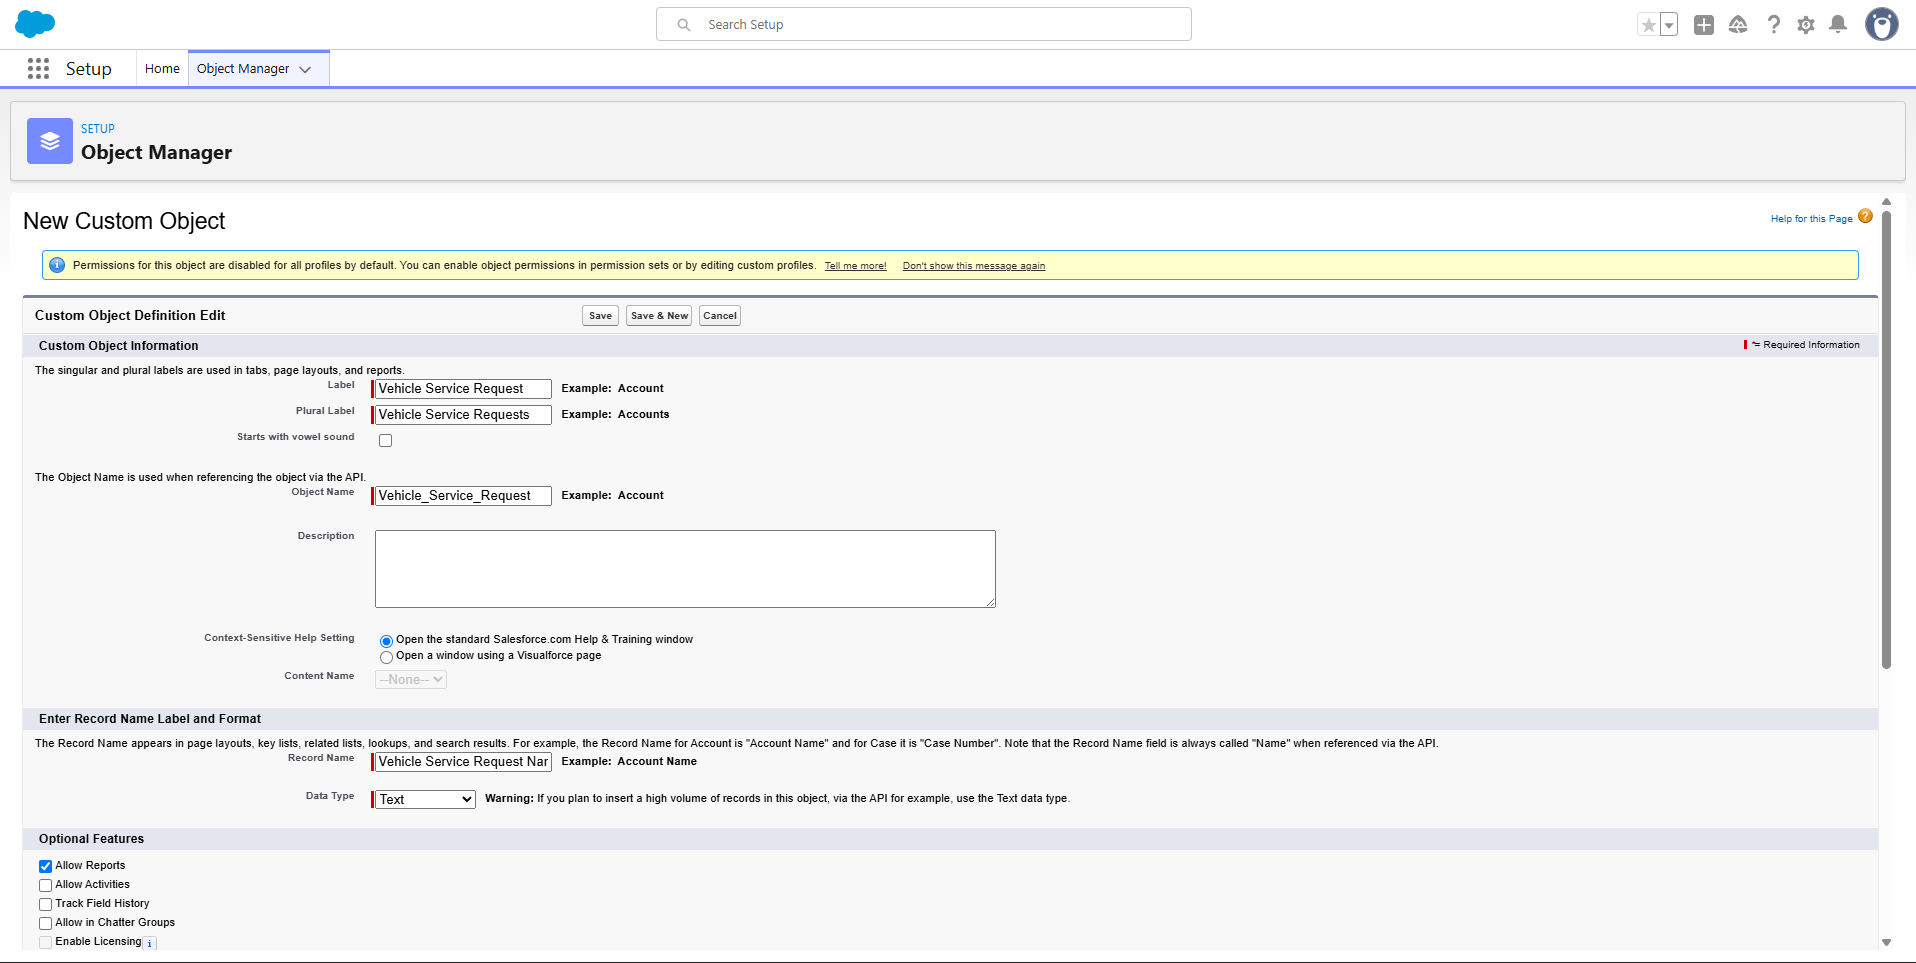 Search Setup
Setup
Home
Object Manager
SETUP
Object Manager
New Custom Object
Help for this Page
Permissions for this object are disabled for all profiles by default. You can enable object permissions in permission sets or by editing custom profiles. Tell me more! Don't show this message again
Custom Object Definition Edit
Save
Save & New
Cancel
Custom Object Information
= Required Information
The singular and plural labels are used in tabs, page layouts, and reports.
Label Vehicle Service Request Example: Account
Plural Label Vehicle Service Requests Example: Accounts
Starts with vowel sound
The Object Name is used when referencing the object via the API.
Object Name Vehicle_Service_Request Example: Account
Description
Context-Sensitive Help Setting Open the standard Salesforce.com Help & Training window
Open a window using a Visualforce page
Content Name --None--
Enter Record Name Label and Format
The Record Name appears in page layouts, key lists, related lists, lookups, and search results. For example, the Record Name for Account is "Account Name" and for Case it is "Case Number". Note that the Record Name field is always called "Name" when referenced via the API.
Record Name Vehicle Service Request Nar Example: Account Name
Data Type Text Warning: If you plan to insert a high volume of records in this object, via the API for example, use the Text data type.
Optional Features
Allow Reports
Allow Activities
Track Field History
Allow in Chatter Groups
Enable Licensing